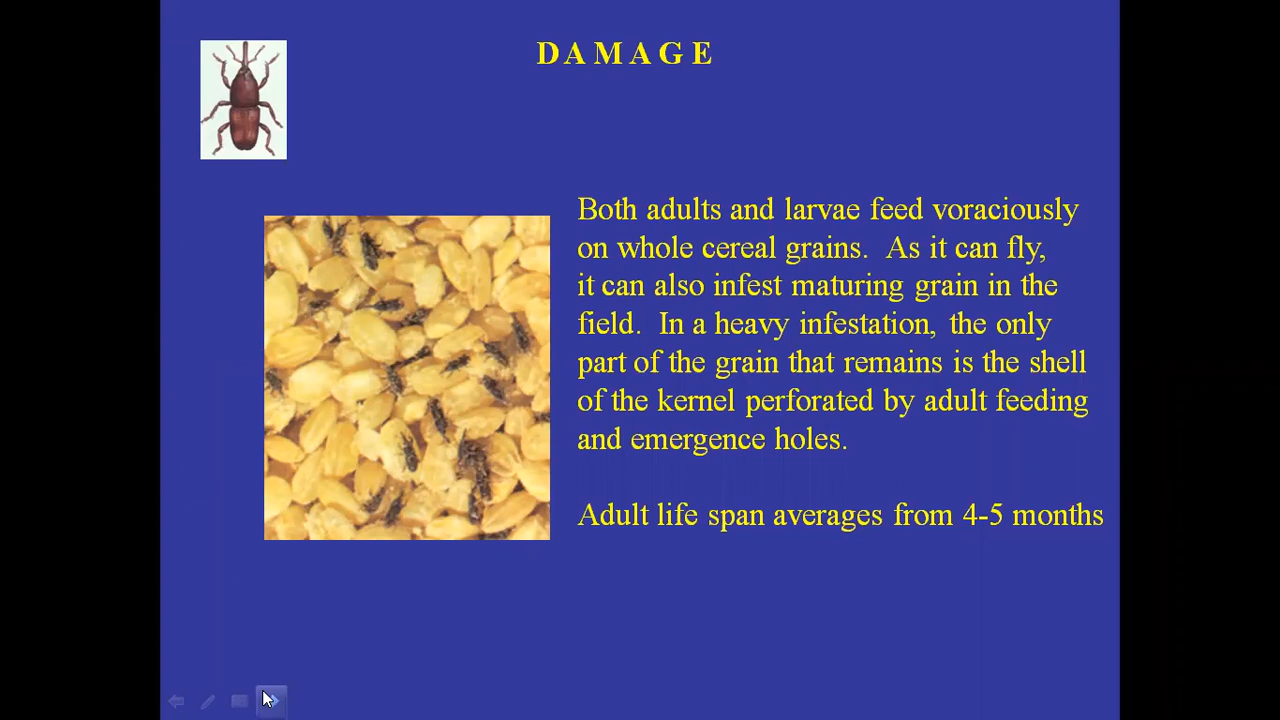 DAMAGE
Both adults and larvae feed voraciously
on whole cereal grains. As it can fly,
it can also infest maturing grain in the
field. In a heavy infestation, the only
part of the grain that remains is the shell
of the kernel perforated by adult feeding
and emergence holes.
Adult life span averages from 4-5 months